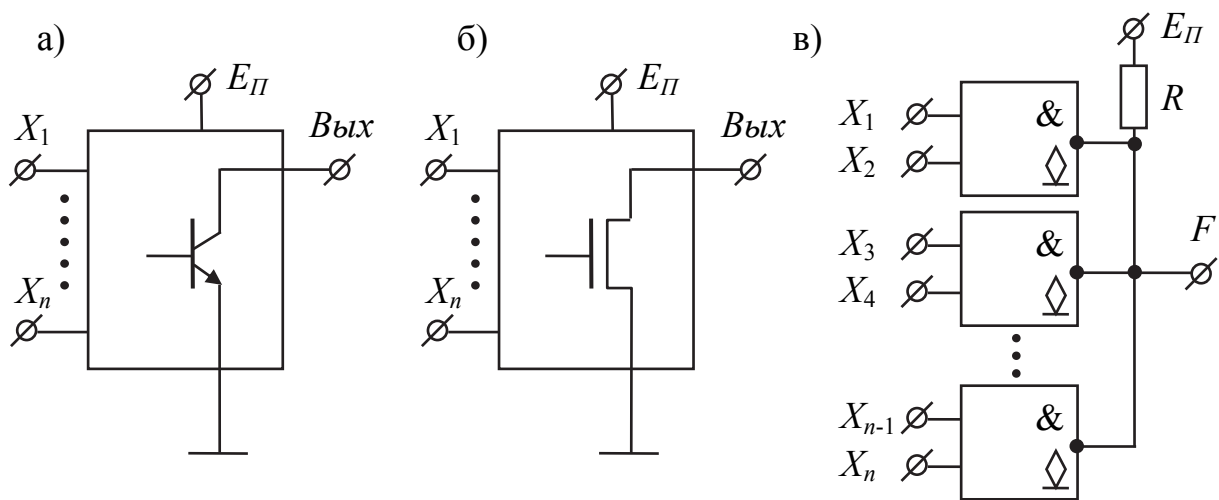 а)
E_П
X_1
Вых
X_n
б)
E_П
X_1
Вых
X_n
в)
E_П
R
X_1
&
X_2
X_3
&
X_4
F
X_{n-1}
&
X_n